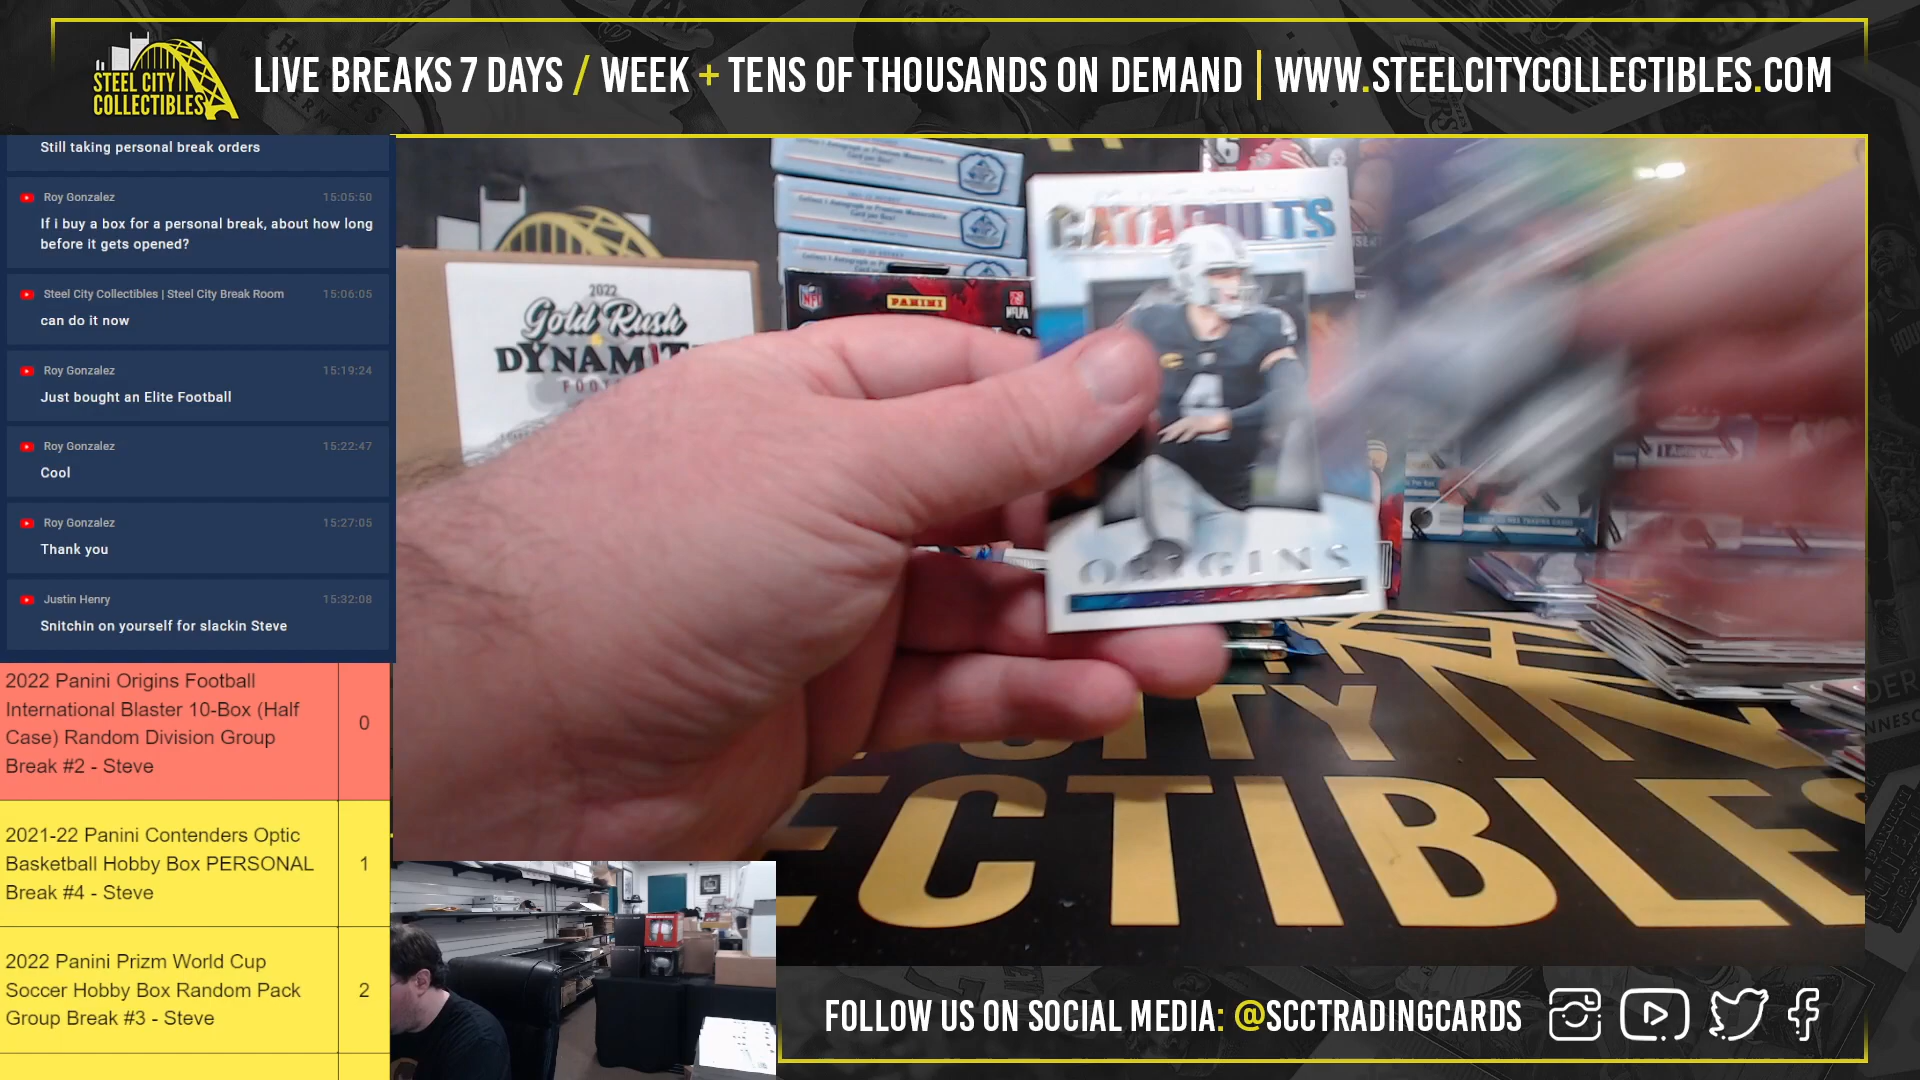 STEEL CITY
COLLECTIBLES
LIVE BREAKS 7 DAYS / WEEK + TENS OF THOUSANDS ON DEMAND | WWW.STEELCITYCOLLECTIBLES.COM
Still taking personal break orders
Roy Gonzalez 15:05:50
If i buy a box for a personal break, about how long
before it gets opened?
Steel City Collectibles | Steel City Break Room 15:06:05
can do it now
Roy Gonzalez 15:19:24
Just bought an Elite Football
Roy Gonzalez 15:22:47
Cool
Roy Gonzalez 15:27:05
Thank you
Justin Henry 15:32:08
Snitchin on yourself for slackin Steve
2022 Panini Origins Football
International Blaster 10-Box (Half
Case) Random Division Group
Break #2 - Steve
0
2021-22 Panini Contenders Optic
Basketball Hobby Box PERSONAL
Break #4 - Steve
1
2022 Panini Prizm World Cup
Soccer Hobby Box Random Pack
Group Break #3 - Steve
2
2022
Gold Rush
DYNAMIT
FOOT
NFL
PANINI
NFLPA
CATAPULTS
4
ORIGINS
CITY
ECTIBLES
FOLLOW US ON SOCIAL MEDIA: @SCCTRADINGCARDS